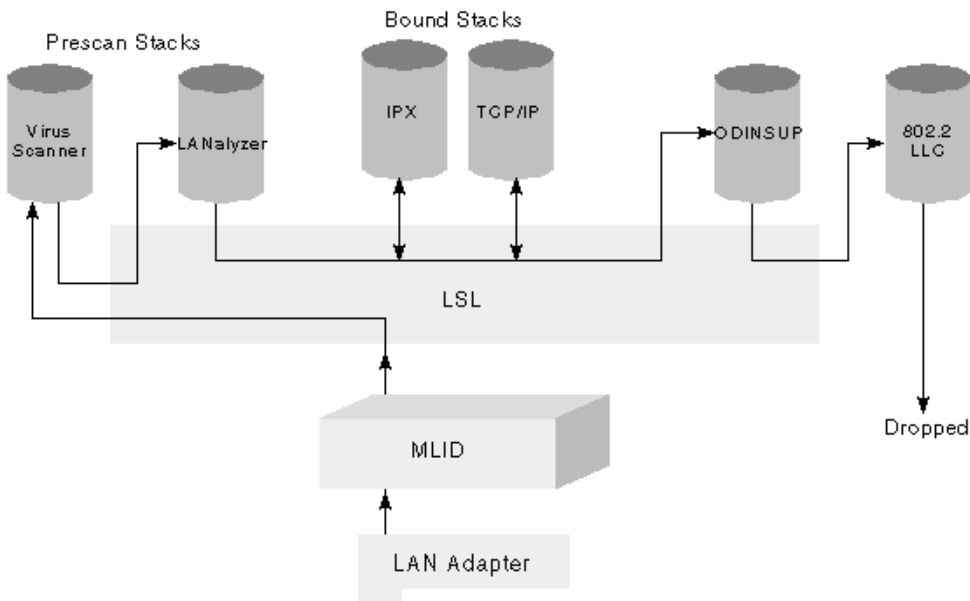 Bound Stacks
Prescan Stacks
Virus
Scanner
LANalyzer
IPX
TCP/IP
ODINSUP
802.2
LLC
LSL
MLID
Dropped
LAN Adapter